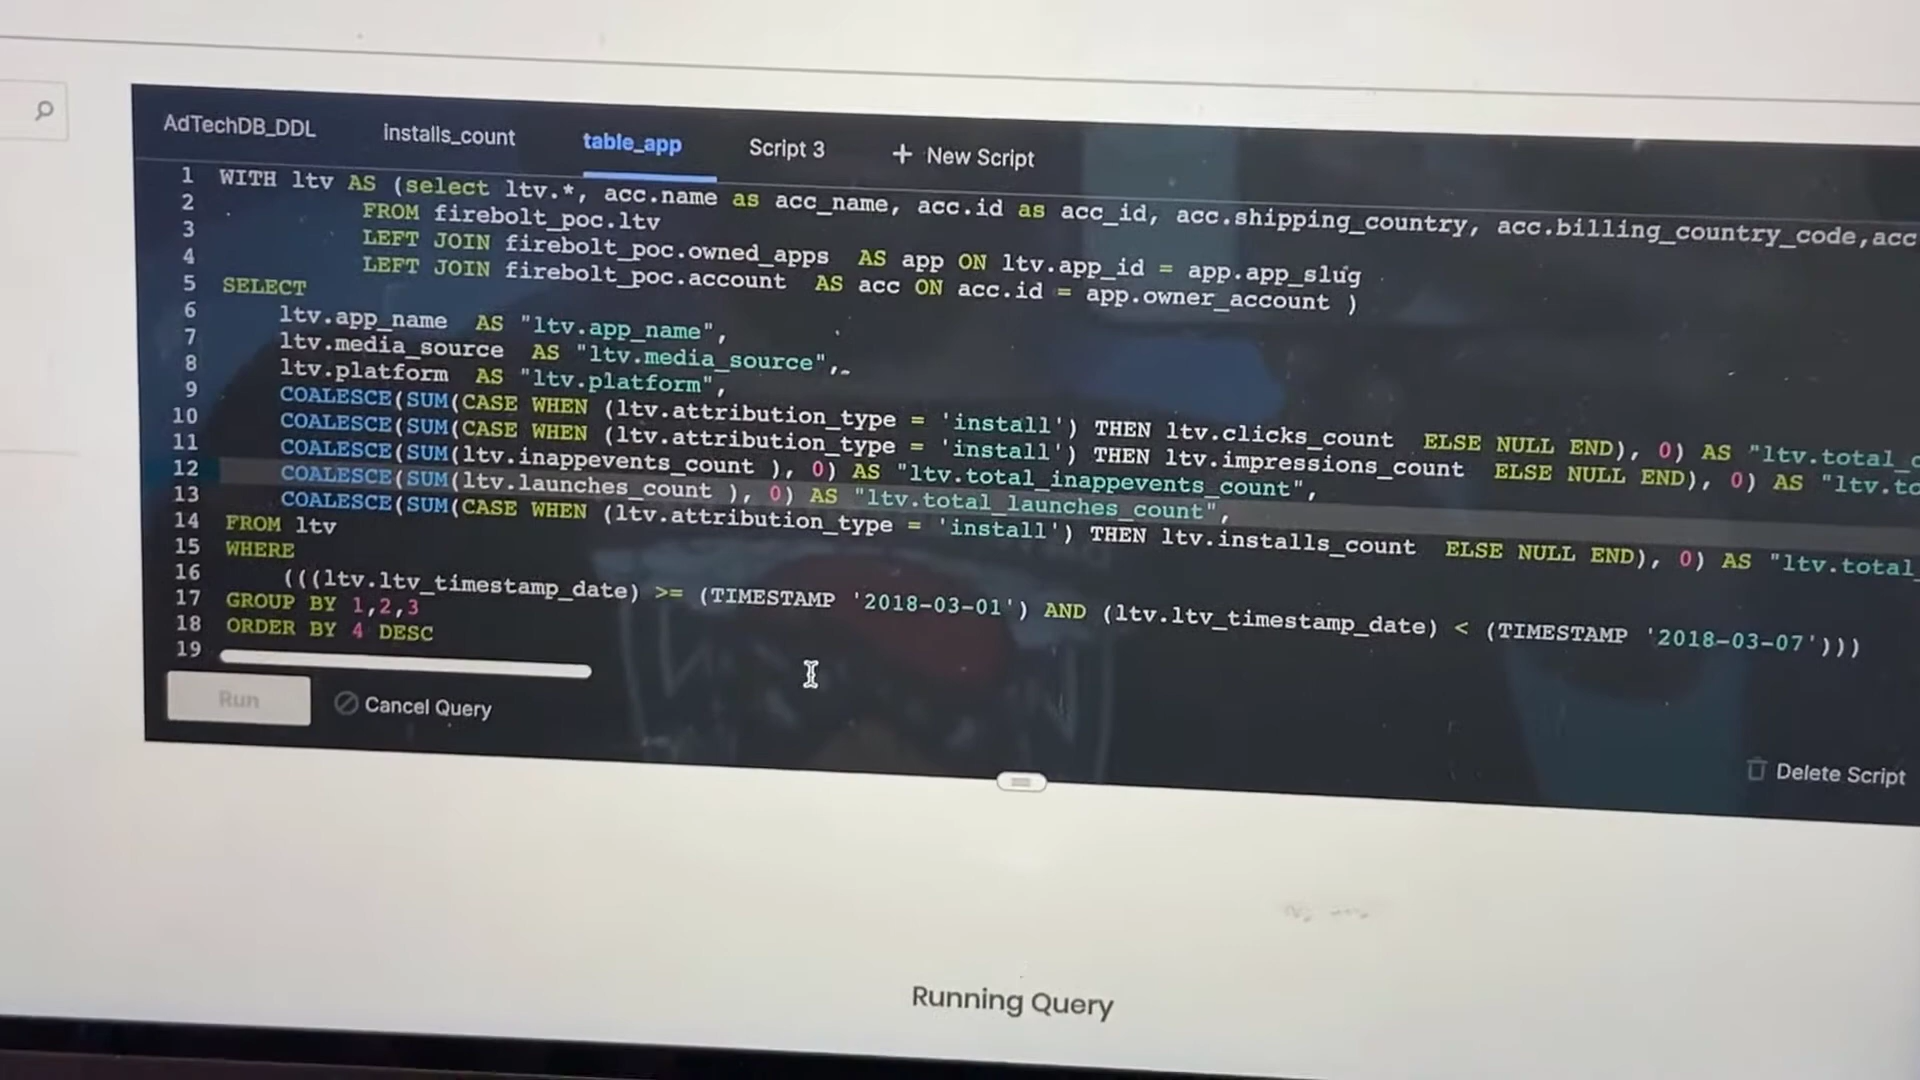 AdTechDB_DDL installs_count table_app Script 3 + New Script
1 WITH ltv AS (select ltv.*, acc.name as acc_name, acc.id as acc_id, acc.shipping_country, acc.billing_country_code,acc
2 FROM firebolt_poc.ltv
3 LEFT JOIN firebolt_poc.owned_apps AS app ON ltv.app_id = app.app_slug
4 LEFT JOIN firebolt_poc.account AS acc ON acc.id = app.owner_account )
5 SELECT
6 ltv.app_name AS "ltv.app_name",
7 ltv.media_source AS "ltv.media_source",
8 ltv.platform AS "ltv.platform",
9 COALESCE(SUM(CASE WHEN (ltv.attribution_type = 'install') THEN ltv.clicks_count ELSE NULL END), 0) AS "ltv.total_c
10 COALESCE(SUM(CASE WHEN (ltv.attribution_type = 'install') THEN ltv.impressions_count ELSE NULL END), 0) AS "ltv.to
11 COALESCE(SUM(ltv.inappevents_count ), 0) AS "ltv.total_inappevents_count",
12 COALESCE(SUM(ltv.launches_count ), 0) AS "ltv.total_launches_count",
13 COALESCE(SUM(CASE WHEN (ltv.attribution_type = 'install') THEN ltv.installs_count ELSE NULL END), 0) AS "ltv.total_
14 FROM ltv
15 WHERE
16 (((ltv.ltv_timestamp_date) >= (TIMESTAMP '2018-03-01') AND (ltv.ltv_timestamp_date) < (TIMESTAMP '2018-03-07')))
17 GROUP BY 1,2,3
18 ORDER BY 4 DESC
19
Run Cancel Query
Delete Script
Running Query